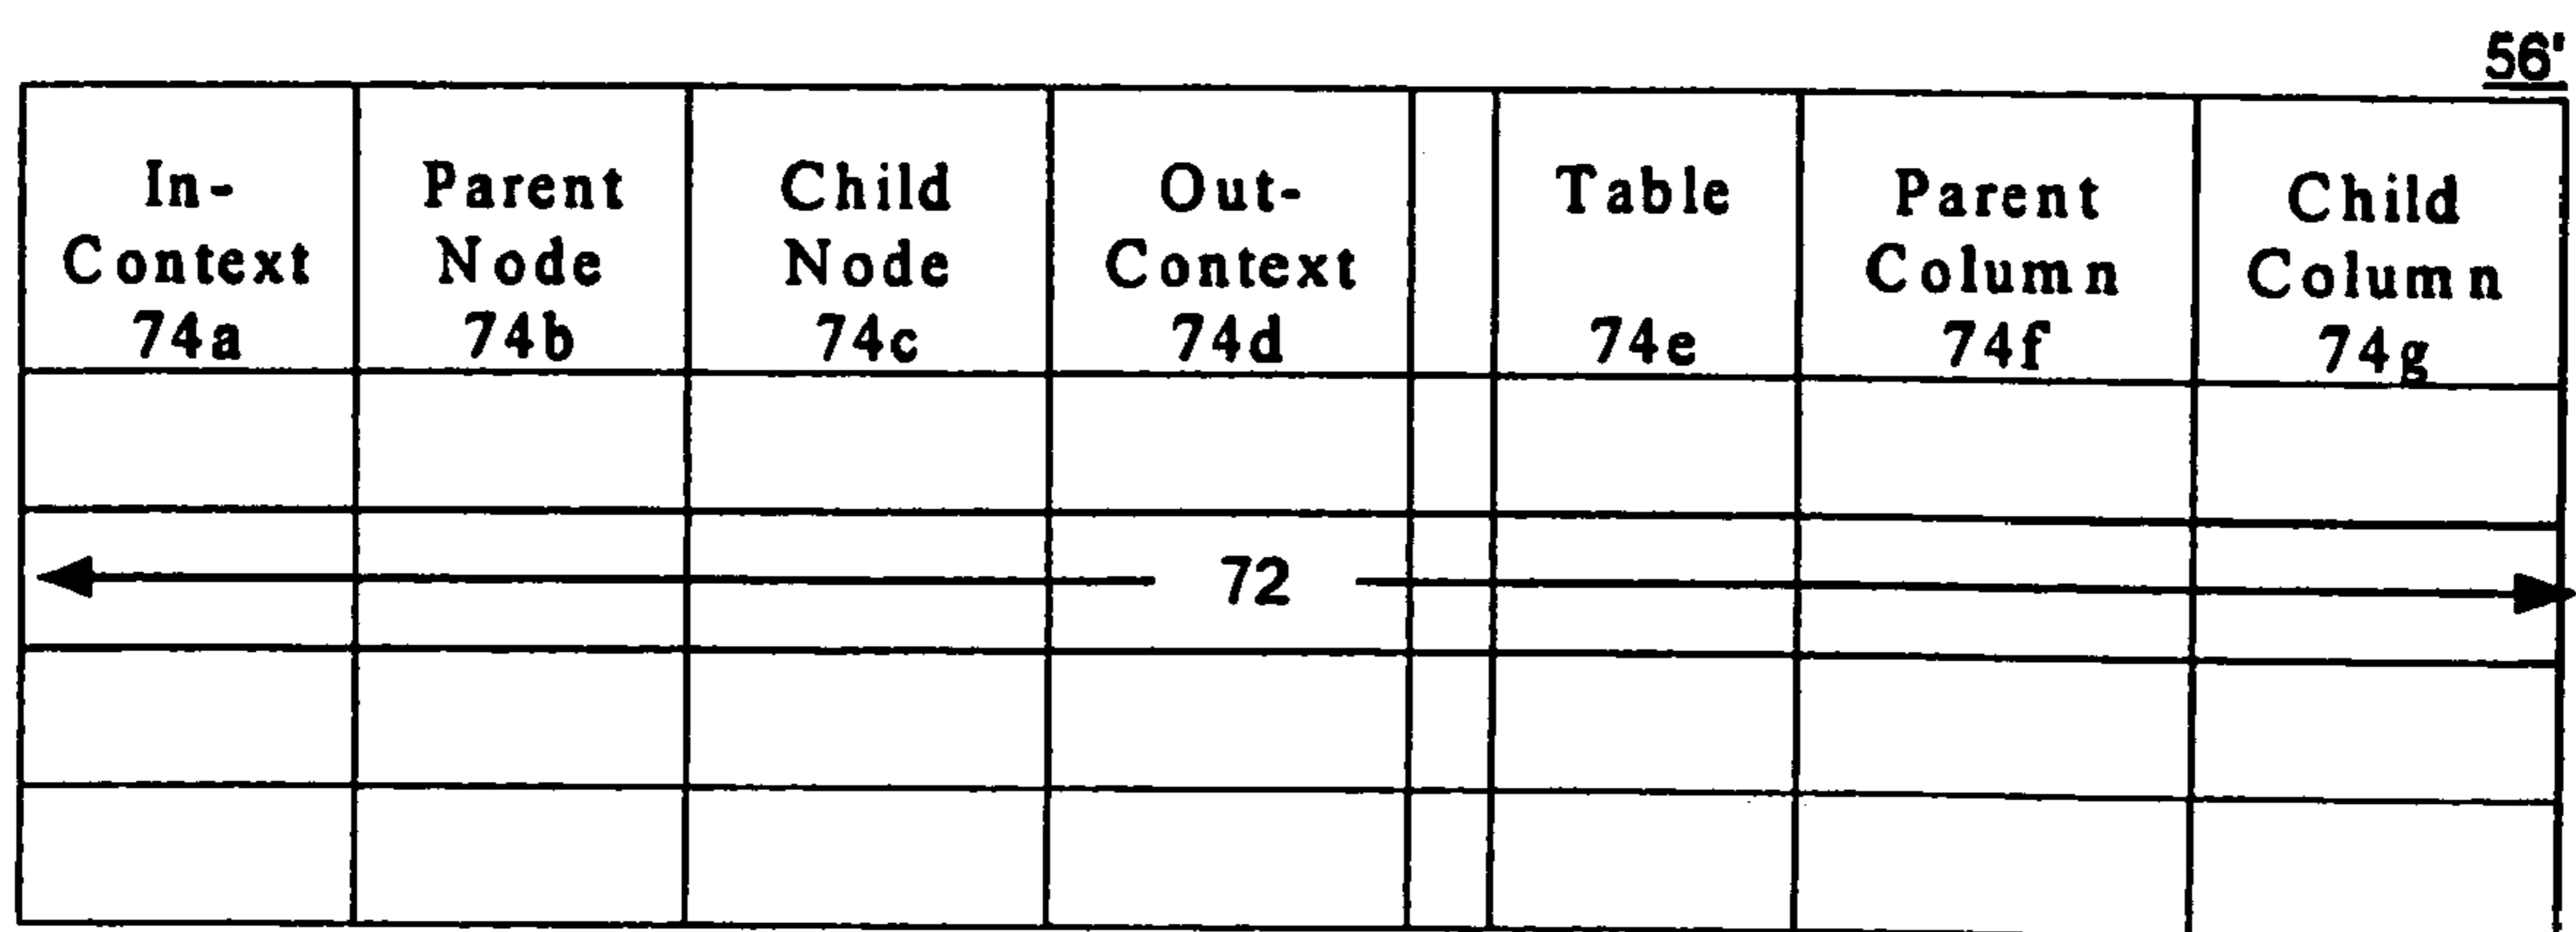 56'
In-
Context
74a
Parent
Node
74b
Child
Node
74c
Out-
Context
74d
Table
74e
Parent
Column
74f
Child
Column
74g
72